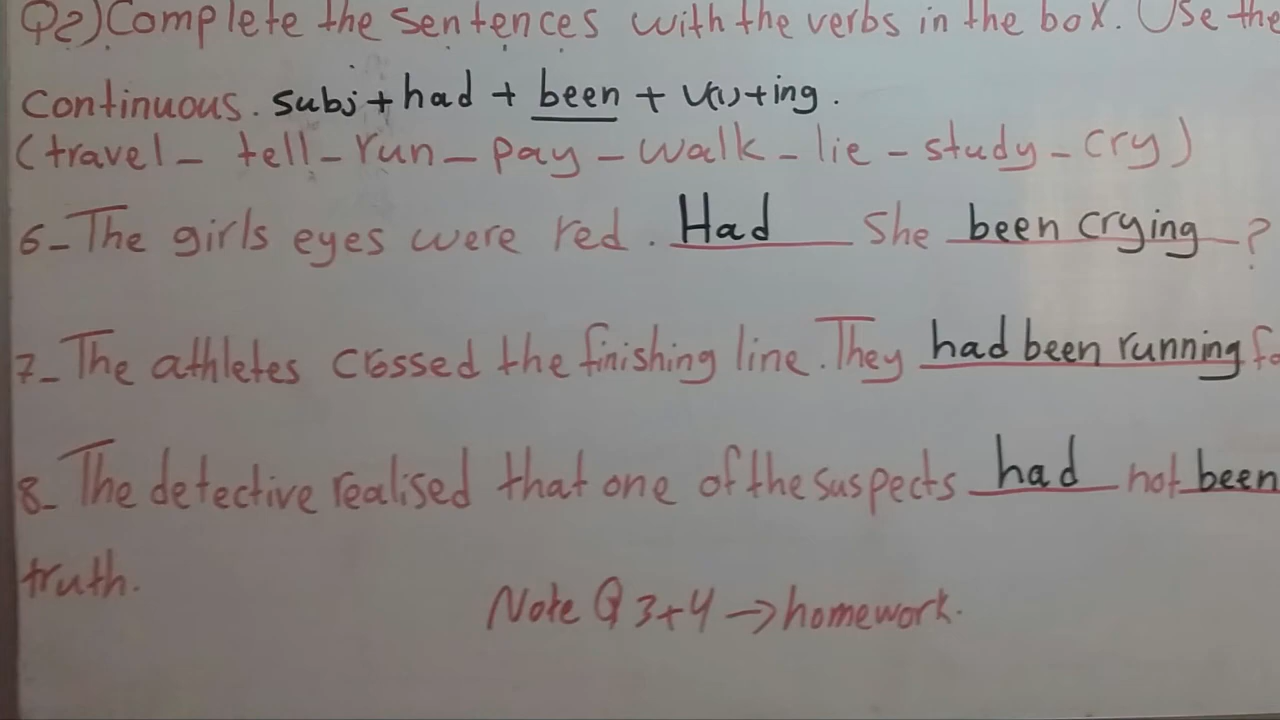 Q2) Complete the sentences with the verbs in the box. Use the
Continuous. subj + had + been + V(1)+ing.
(travel - tell - run - pay - walk - lie - study - cry)
6- The girls eyes were red. Had she been crying ?
7- The athletes crossed the finishing line. They had been running
8- The detective realised that one of the suspects had not been
truth.
Note Q 3+4 → homework.